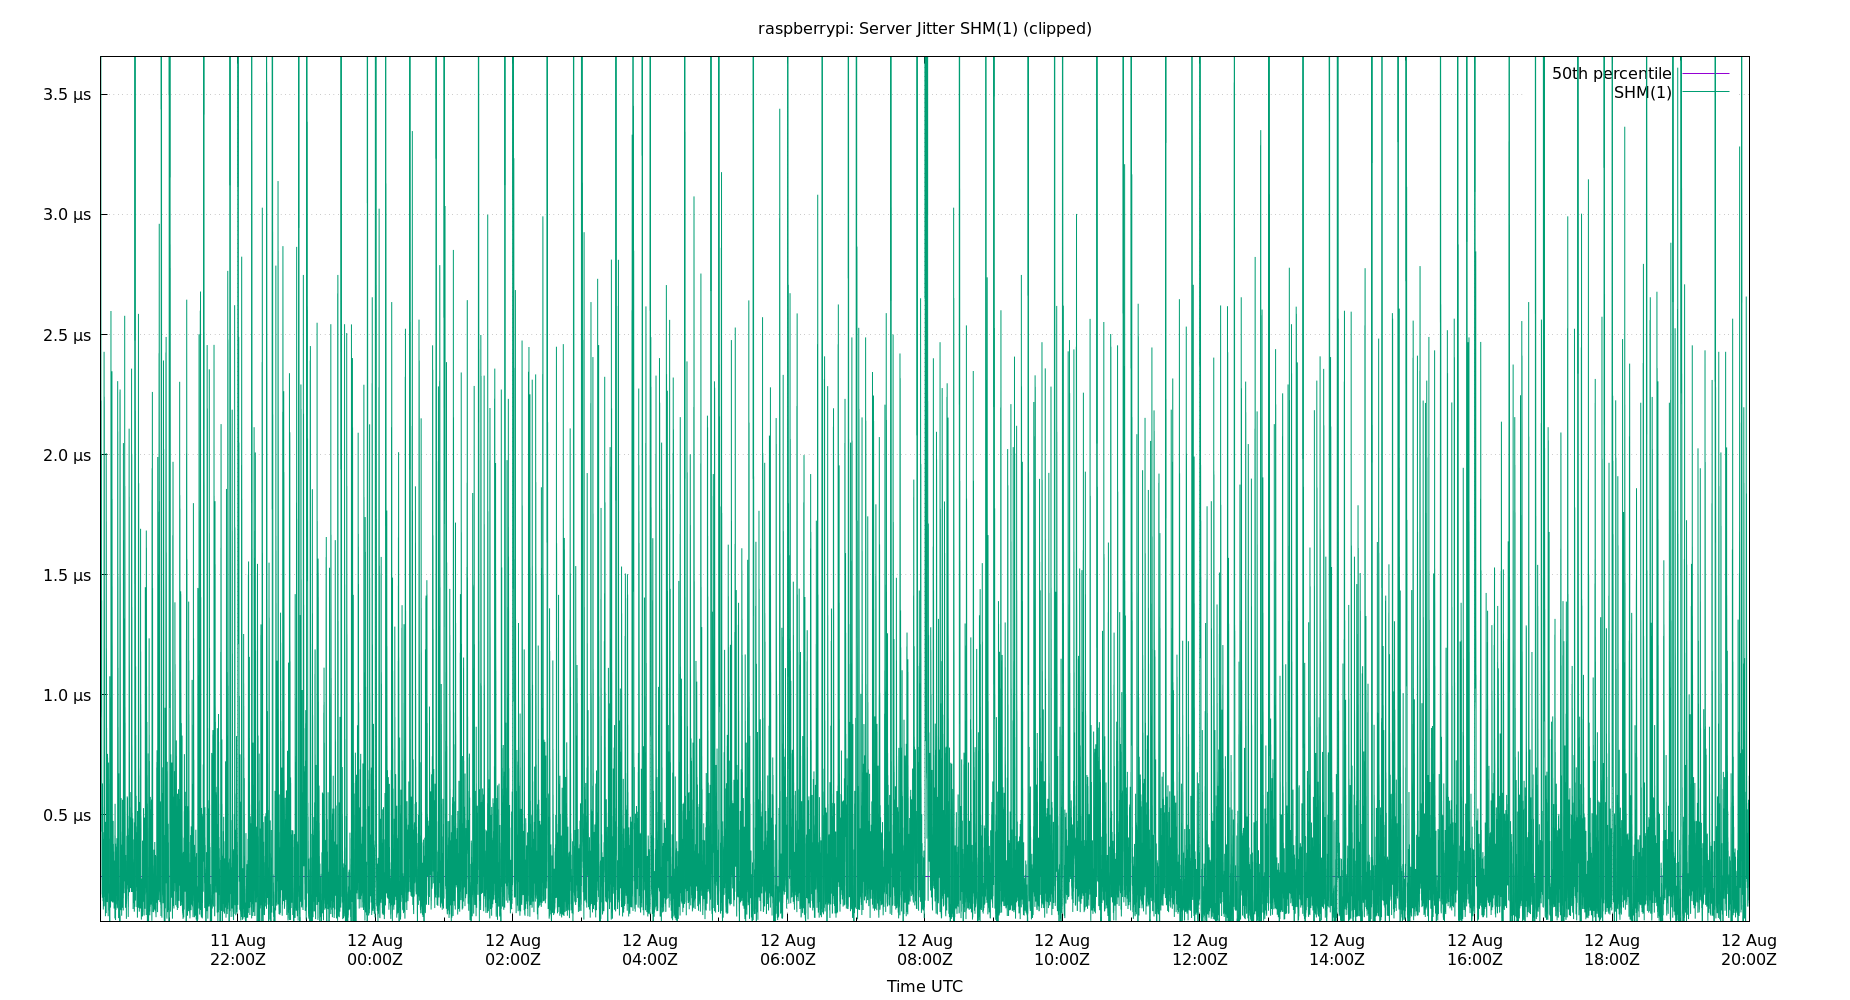 raspberrypi: Server Jitter SHM(1) (clipped)
50th percentile
SHM(1)
3.5 µs
3.0 µs
2.5 µs
2.0 µs
1.5 µs
1.0 µs
0.5 µs
11 Aug 12 Aug 12 Aug 12 Aug 12 Aug 12 Aug 12 Aug 12 Aug 12 Aug 12 Aug 12 Aug 12 Aug
22:00Z 00:00Z 02:00Z 04:00Z 06:00Z 08:00Z 10:00Z 12:00Z 14:00Z 16:00Z 18:00Z 20:00Z
Time UTC